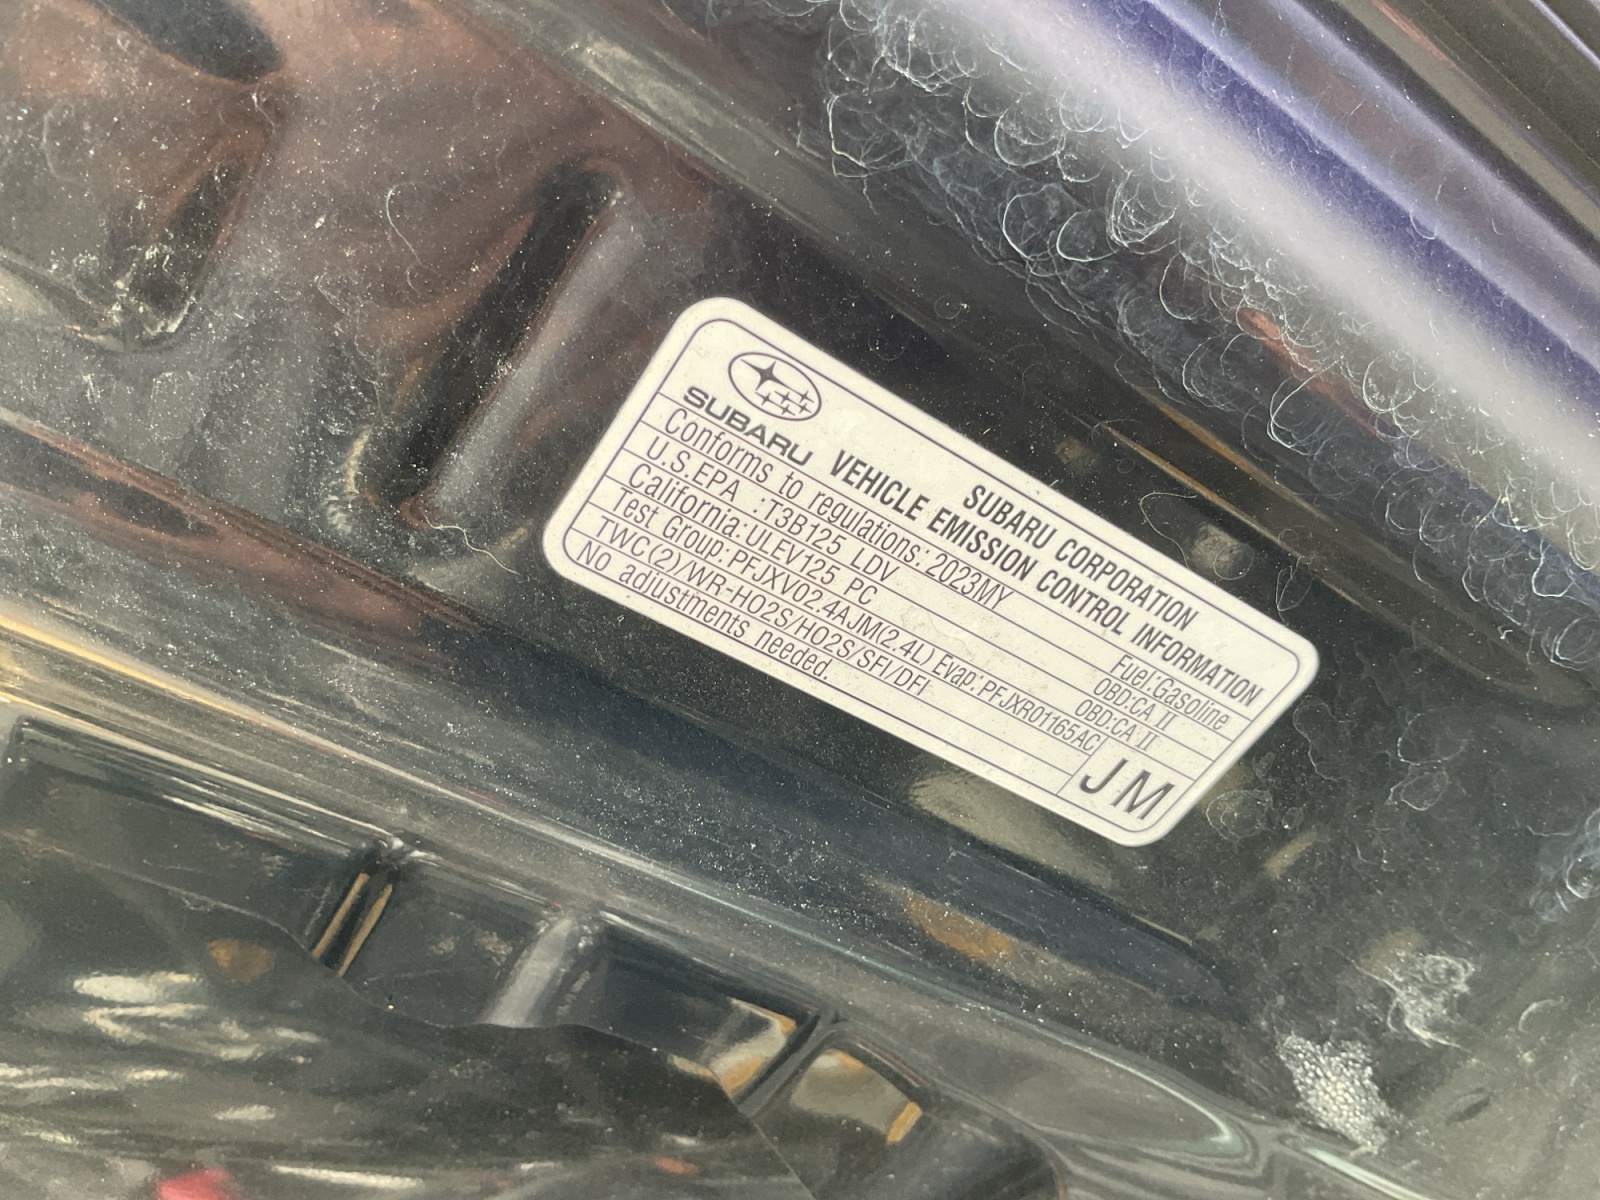 SUBARU
SUBARU CORPORATION
VEHICLE EMISSION CONTROL INFORMATION
Conforms to regulations: 2023MY Fuel:Gasoline
U.S.EPA :T3B125 LDV OBD:CA II
California:ULEV125 PC OBD:CA II
Test Group:PFJXV02.4AJM(2.4L) Evap:PFJXR01165AC
TWC(2)/WR-HO2S/HO2S/SFI/DFI
No adjustments needed.
JM